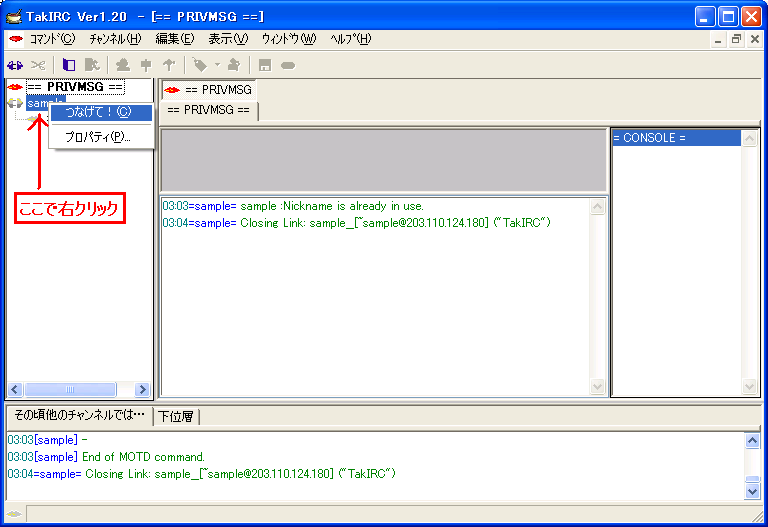 TakIRC Ver1.20 - [== PRIVMSG ==]
コマンド(C) チャンネル(H) 編集(E) 表示(V) ウィンドウ(W) ヘルプ(H)
== PRIVMSG ==
sample
つなげて！(C)
プロパティ(P)...
ここで右クリック
== PRIVMSG
== PRIVMSG ==
= CONSOLE =
03:03=sample= sample :Nickname is already in use.
03:04=sample= Closing Link: sample_[~sample@203.110.124.180] ("TakIRC")
その頃他のチャンネルでは… 下位層
03:03[sample] -
03:03[sample] End of MOTD command.
03:04=sample= Closing Link: sample_[~sample@203.110.124.180] ("TakIRC")